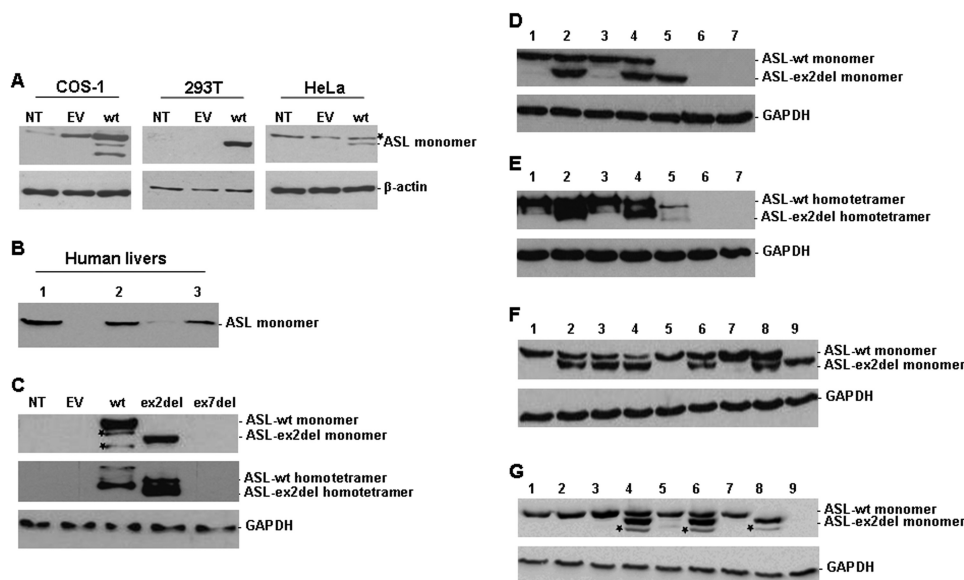 A
COS-1 293T HeLa
NT EV wt NT EV wt NT EV wt
ASL monomer
β-actin
B
Human livers
1 2 3
ASL monomer
C
NT EV wt ex2del ex7del
ASL-wt monomer
ASL-ex2del monomer
ASL-wt homotetramer
ASL-ex2del homotetramer
GAPDH
D
1 2 3 4 5 6 7
ASL-wt monomer
ASL-ex2del monomer
GAPDH
E
1 2 3 4 5 6 7
ASL-wt homotetramer
ASL-ex2del homotetramer
GAPDH
F
1 2 3 4 5 6 7 8 9
ASL-wt monomer
ASL-ex2del monomer
GAPDH
G
1 2 3 4 5 6 7 8 9
ASL-wt monomer
ASL-ex2del monomer
GAPDH